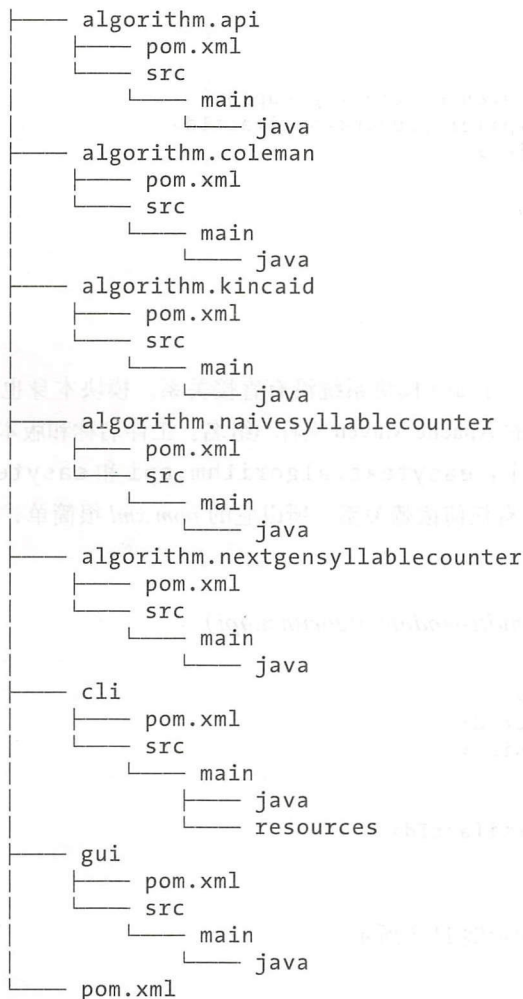 ├── algorithm.api
│   ├── pom.xml
│   └── src
│       └── main
│           └── java
├── algorithm.coleman
│   ├── pom.xml
│   └── src
│       └── main
│           └── java
├── algorithm.kincaid
│   ├── pom.xml
│   └── src
│       └── main
│           └── java
├── algorithm.naivesyllablecounter
│   ├── pom.xml
│   └── src
│       └── main
│           └── java
├── algorithm.nextgensyllablecounter
│   ├── pom.xml
│   └── src
│       └── main
│           └── java
├── cli
│   ├── pom.xml
│   └── src
│       └── main
│           ├── java
│           └── resources
├── gui
│   ├── pom.xml
│   └── src
│       └── main
│           └── java
└── pom.xml